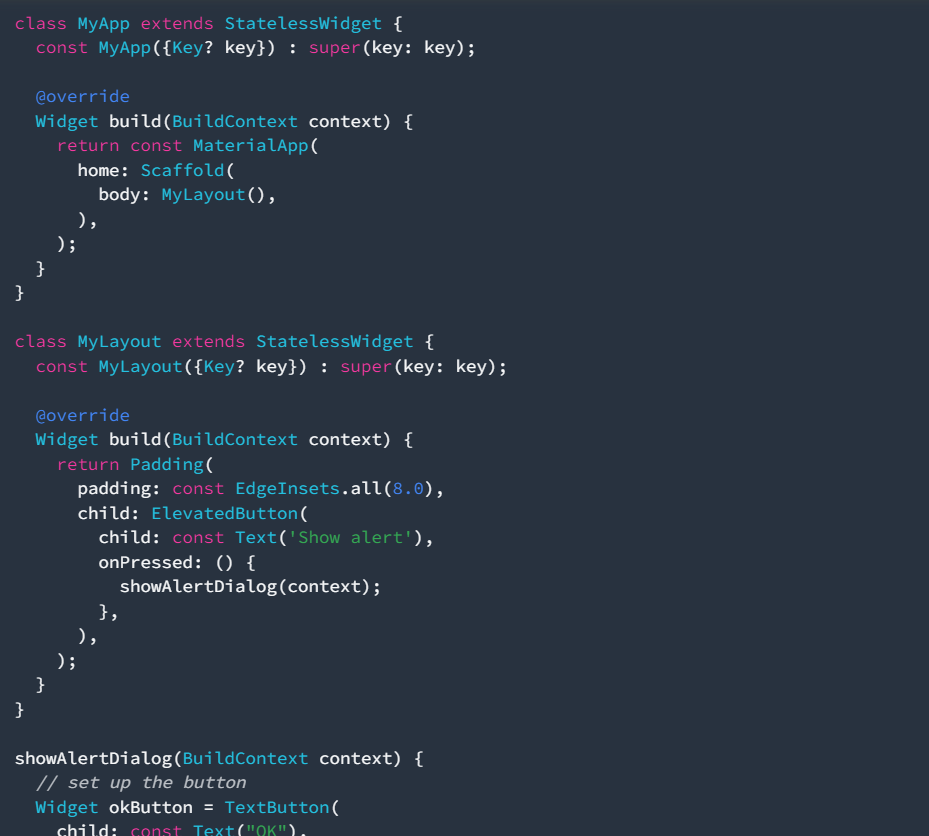 class MyApp extends StatelessWidget {
  const MyApp({Key? key}) : super(key: key);

  @override
  Widget build(BuildContext context) {
    return const MaterialApp(
      home: Scaffold(
        body: MyLayout(),
      ),
    );
  }
}

class MyLayout extends StatelessWidget {
  const MyLayout({Key? key}) : super(key: key);

  @override
  Widget build(BuildContext context) {
    return Padding(
      padding: const EdgeInsets.all(8.0),
      child: ElevatedButton(
        child: const Text('Show alert'),
        onPressed: () {
          showAlertDialog(context);
        },
      ),
    );
  }
}

showAlertDialog(BuildContext context) {
  // set up the button
  Widget okButton = TextButton(
    child: const Text("OK"),